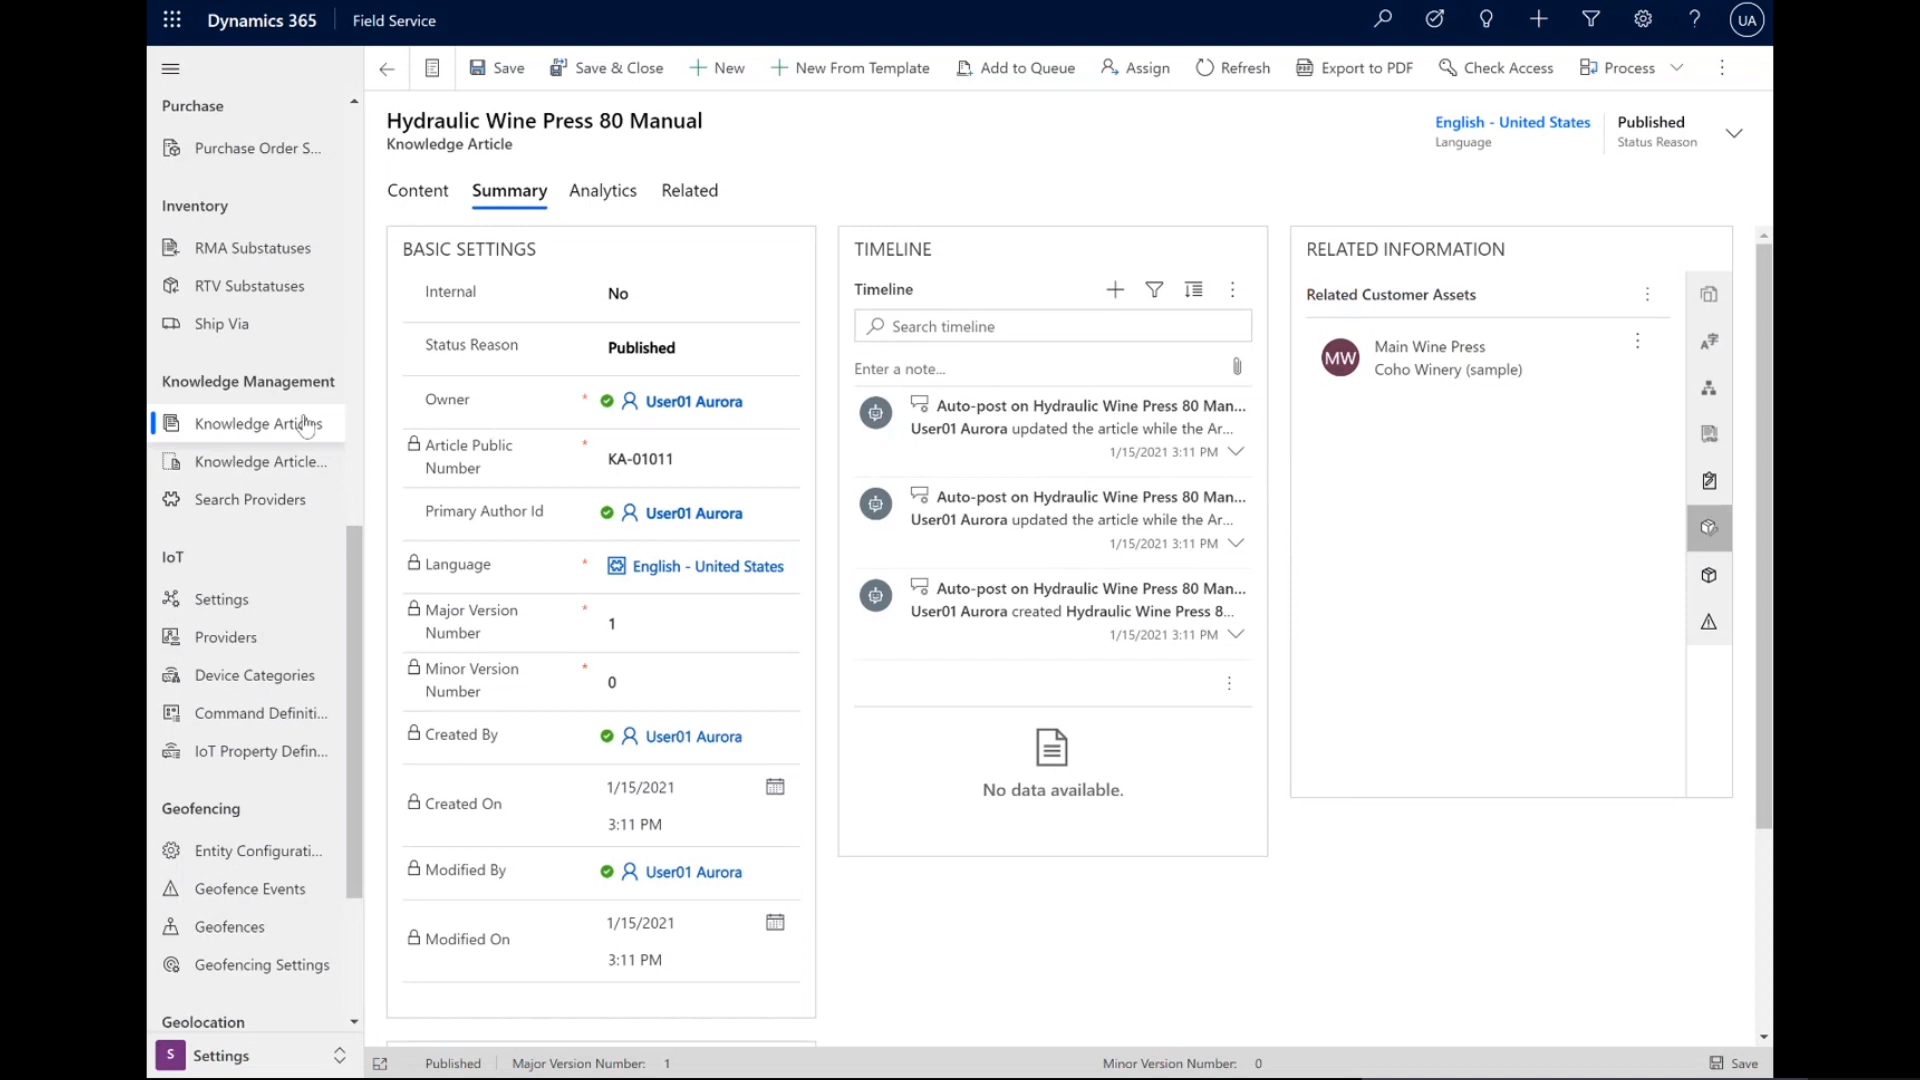 Dynamics 365
Field Service
UA
Save
Save & Close
New
New From Template
Add to Queue
Assign
Refresh
Export to PDF
Check Access
Process
Purchase
Purchase Order S...
Inventory
RMA Substatuses
RTV Substatuses
Ship Via
Knowledge Management
Knowledge Articles
Knowledge Article...
Search Providers
IoT
Settings
Providers
Device Categories
Command Definiti...
IoT Property Defin...
Geofencing
Entity Configurati...
Geofence Events
Geofences
Geofencing Settings
Geolocation
S
Settings
Hydraulic Wine Press 80 Manual
Knowledge Article
English - United States
Language
Published
Status Reason
Content
Summary
Analytics
Related
BASIC SETTINGS
Internal
No
Status Reason
Published
Owner
*
User01 Aurora
Article Public
Number
*
KA-01011
Primary Author Id
User01 Aurora
Language
*
English - United States
Major Version
Number
*
1
Minor Version
Number
*
0
Created By
User01 Aurora
Created On
1/15/2021
3:11 PM
Modified By
User01 Aurora
Modified On
1/15/2021
3:11 PM
TIMELINE
Timeline
Search timeline
Enter a note...
Auto-post on Hydraulic Wine Press 80 Man...
User01 Aurora updated the article while the Ar...
1/15/2021 3:11 PM
Auto-post on Hydraulic Wine Press 80 Man...
User01 Aurora updated the article while the Ar...
1/15/2021 3:11 PM
Auto-post on Hydraulic Wine Press 80 Man...
User01 Aurora created Hydraulic Wine Press 8...
1/15/2021 3:11 PM
No data available.
RELATED INFORMATION
Related Customer Assets
MW
Main Wine Press
Coho Winery (sample)
Published
Major Version Number: 1
Minor Version Number: 0
Save